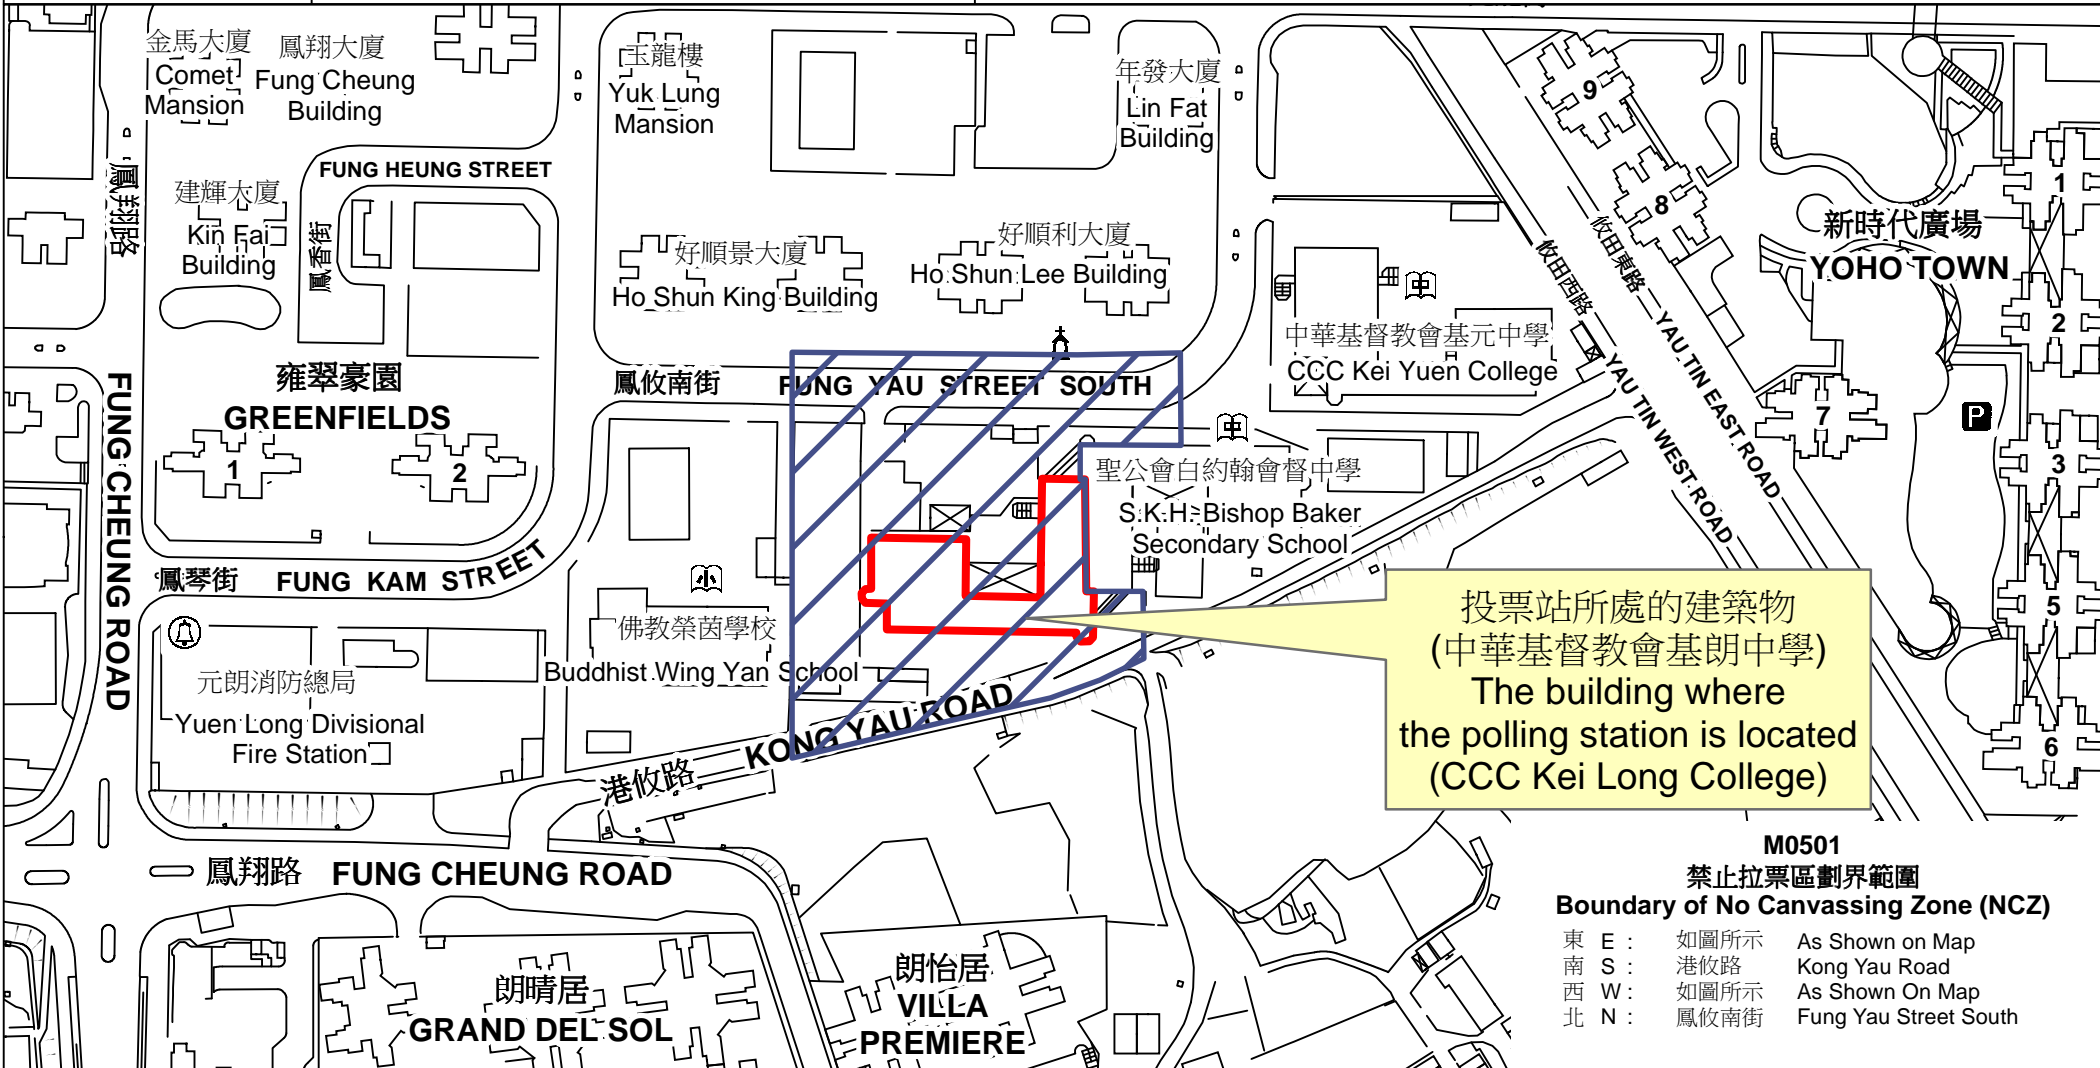 金馬大廈
Comet
Mansion
鳳翔大廈
Fung Cheung
Building
玉龍樓
Yuk Lung
Mansion
年發大廈
Lin Fat
Building
9
8
1
2
7
3
5
6
鳳翔路
FUNG HEUNG STREET
建輝大廈
Kin Fai
Building
鳳香街
好順景大廈
Ho Shun King Building
好順利大廈
Ho Shun Lee Building
中
中華基督教會基元中學
CCC Kei Yuen College
攸田西路
攸田東路
YAU TIN EAST ROAD
YAU TIN WEST ROAD
新時代廣場
YOHO TOWN
P
雍翠豪園
GREENFIELDS
1
2
FUNG CHEUNG ROAD
鳳攸南街
FUNG YAU STREET SOUTH
中
聖公會白約翰會督中學
S.K.H. Bishop Baker
Secondary School
鳳琴街
FUNG KAM STREET
小
佛教榮茵學校
Buddhist Wing Yan School
元朗消防總局
Yuen Long Divisional
Fire Station
港攸路
KONG YAU ROAD
投票站所處的建築物
(中華基督教會基朗中學)
The building where
the polling station is located
(CCC Kei Long College)
鳳翔路
FUNG CHEUNG ROAD
朗晴居
GRAND DEL SOL
朗怡居
VILLA
PREMIERE
M0501
禁止拉票區劃界範圍
Boundary of No Canvassing Zone (NCZ)
東 E : 如圖所示 As Shown on Map
南 S : 港攸路 Kong Yau Road
西 W : 如圖所示 As Shown On Map
北 N : 鳳攸南街 Fung Yau Street South